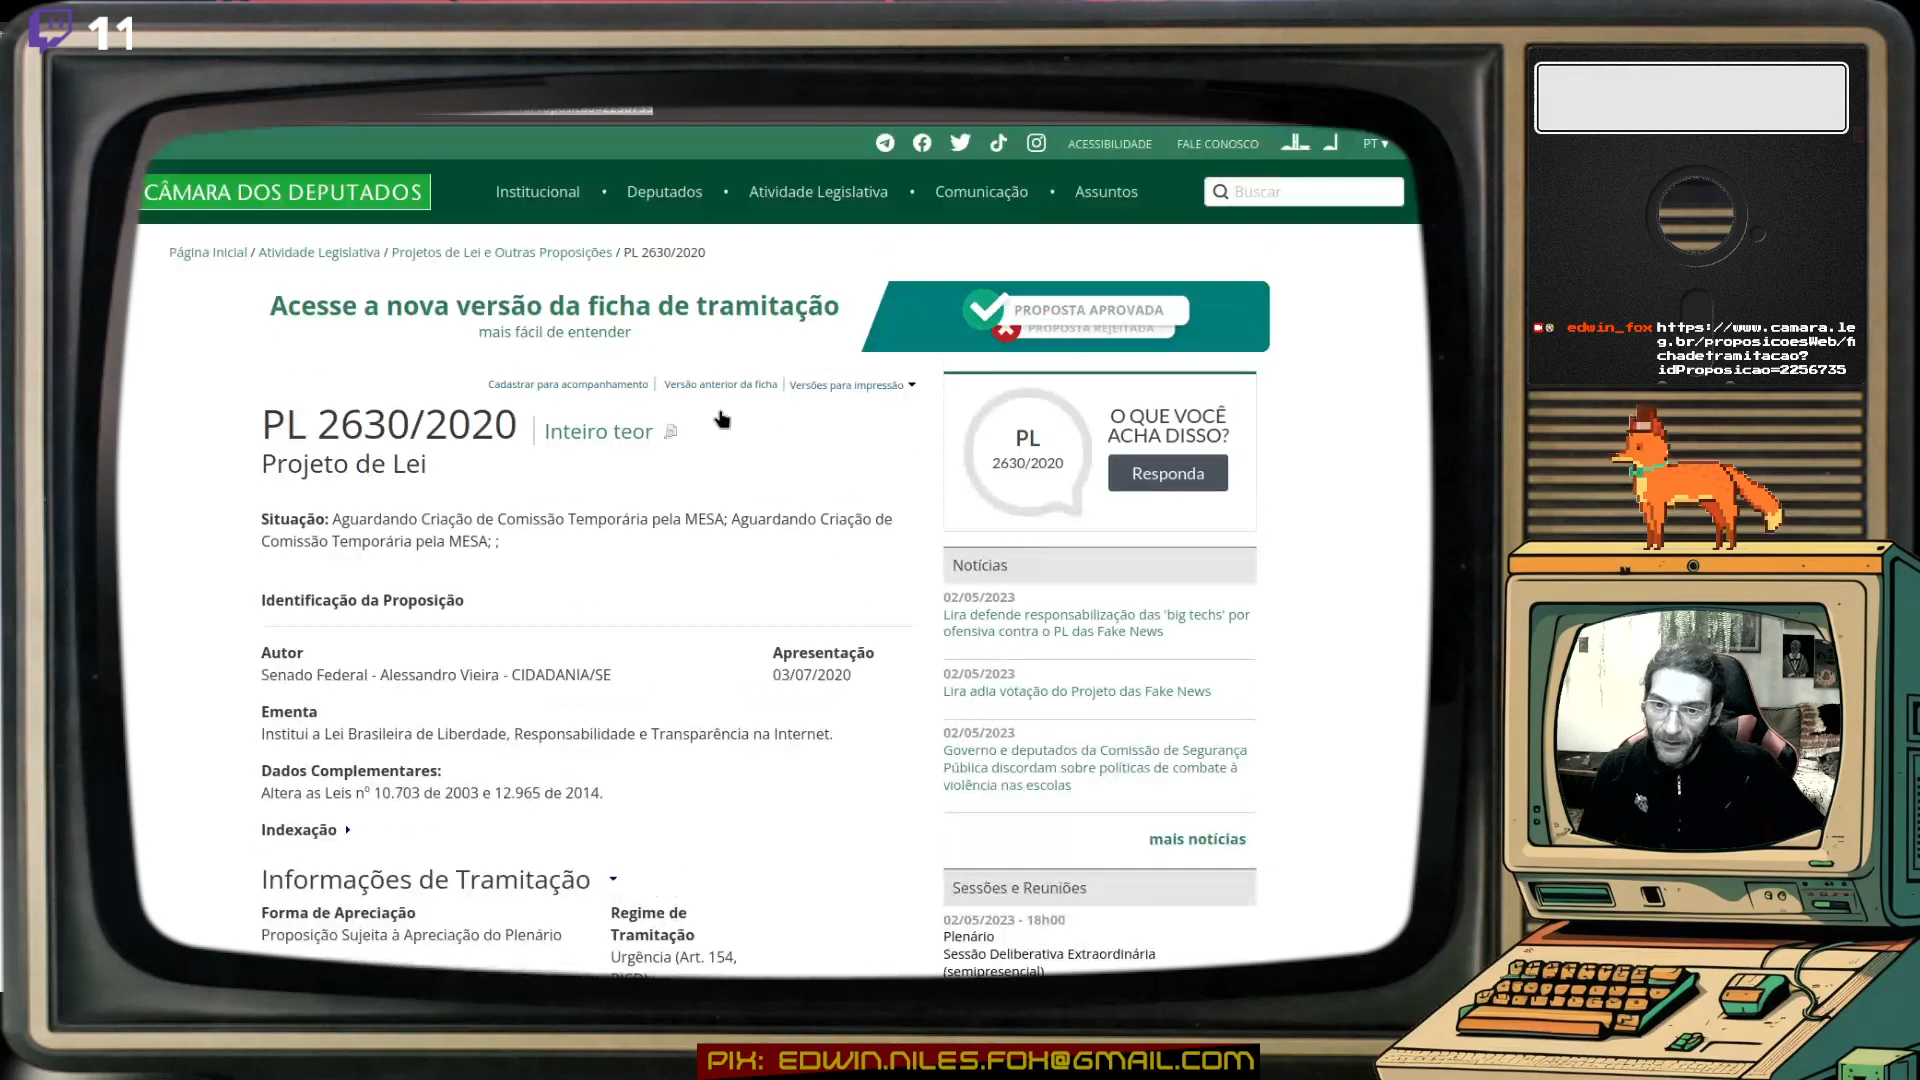 11
ACESSIBILIDADE
FALE CONOSCO
PT ▾
CÂMARA DOS DEPUTADOS
Institucional • Deputados • Atividade Legislativa • Comunicação • Assuntos
Buscar
Página Inicial / Atividade Legislativa / Projetos de Lei e Outras Proposições / PL 2630/2020
Acesse a nova versão da ficha de tramitação
mais fácil de entender
PROPOSTA APROVADA
PROPOSTA REJEITADA
Cadastrar para acompanhamento | Versão anterior da ficha | Versões para impressão
PL 2630/2020 | Inteiro teor
Projeto de Lei
Situação: Aguardando Criação de Comissão Temporária pela MESA; Aguardando Criação de
Comissão Temporária pela MESA; ;
Identificação da Proposição
Autor
Senado Federal - Alessandro Vieira - CIDADANIA/SE
Apresentação
03/07/2020
Ementa
Institui a Lei Brasileira de Liberdade, Responsabilidade e Transparência na Internet.
Dados Complementares:
Altera as Leis nº 10.703 de 2003 e 12.965 de 2014.
Indexação
Informações de Tramitação
Forma de Apreciação
Proposição Sujeita à Apreciação do Plenário
Regime de
Tramitação
Urgência (Art. 154,
PL
2630/2020
O QUE VOCÊ
ACHA DISSO?
Responda
Notícias
02/05/2023
Lira defende responsabilização das 'big techs' por
ofensiva contra o PL das Fake News
02/05/2023
Lira adia votação do Projeto das Fake News
02/05/2023
Governo e deputados da Comissão de Segurança
Pública discordam sobre políticas de combate à
violência nas escolas
mais notícias
Sessões e Reuniões
02/05/2023 - 18h00
Plenário
Sessão Deliberativa Extraordinária
(semipresencial)
edwin_fox https://www.camara.le
g.br/proposicoesWeb/fi
chadetramitacao?
idProposicao=2256735
PIX: EDWIN.NILES.FOX@GMAIL.COM